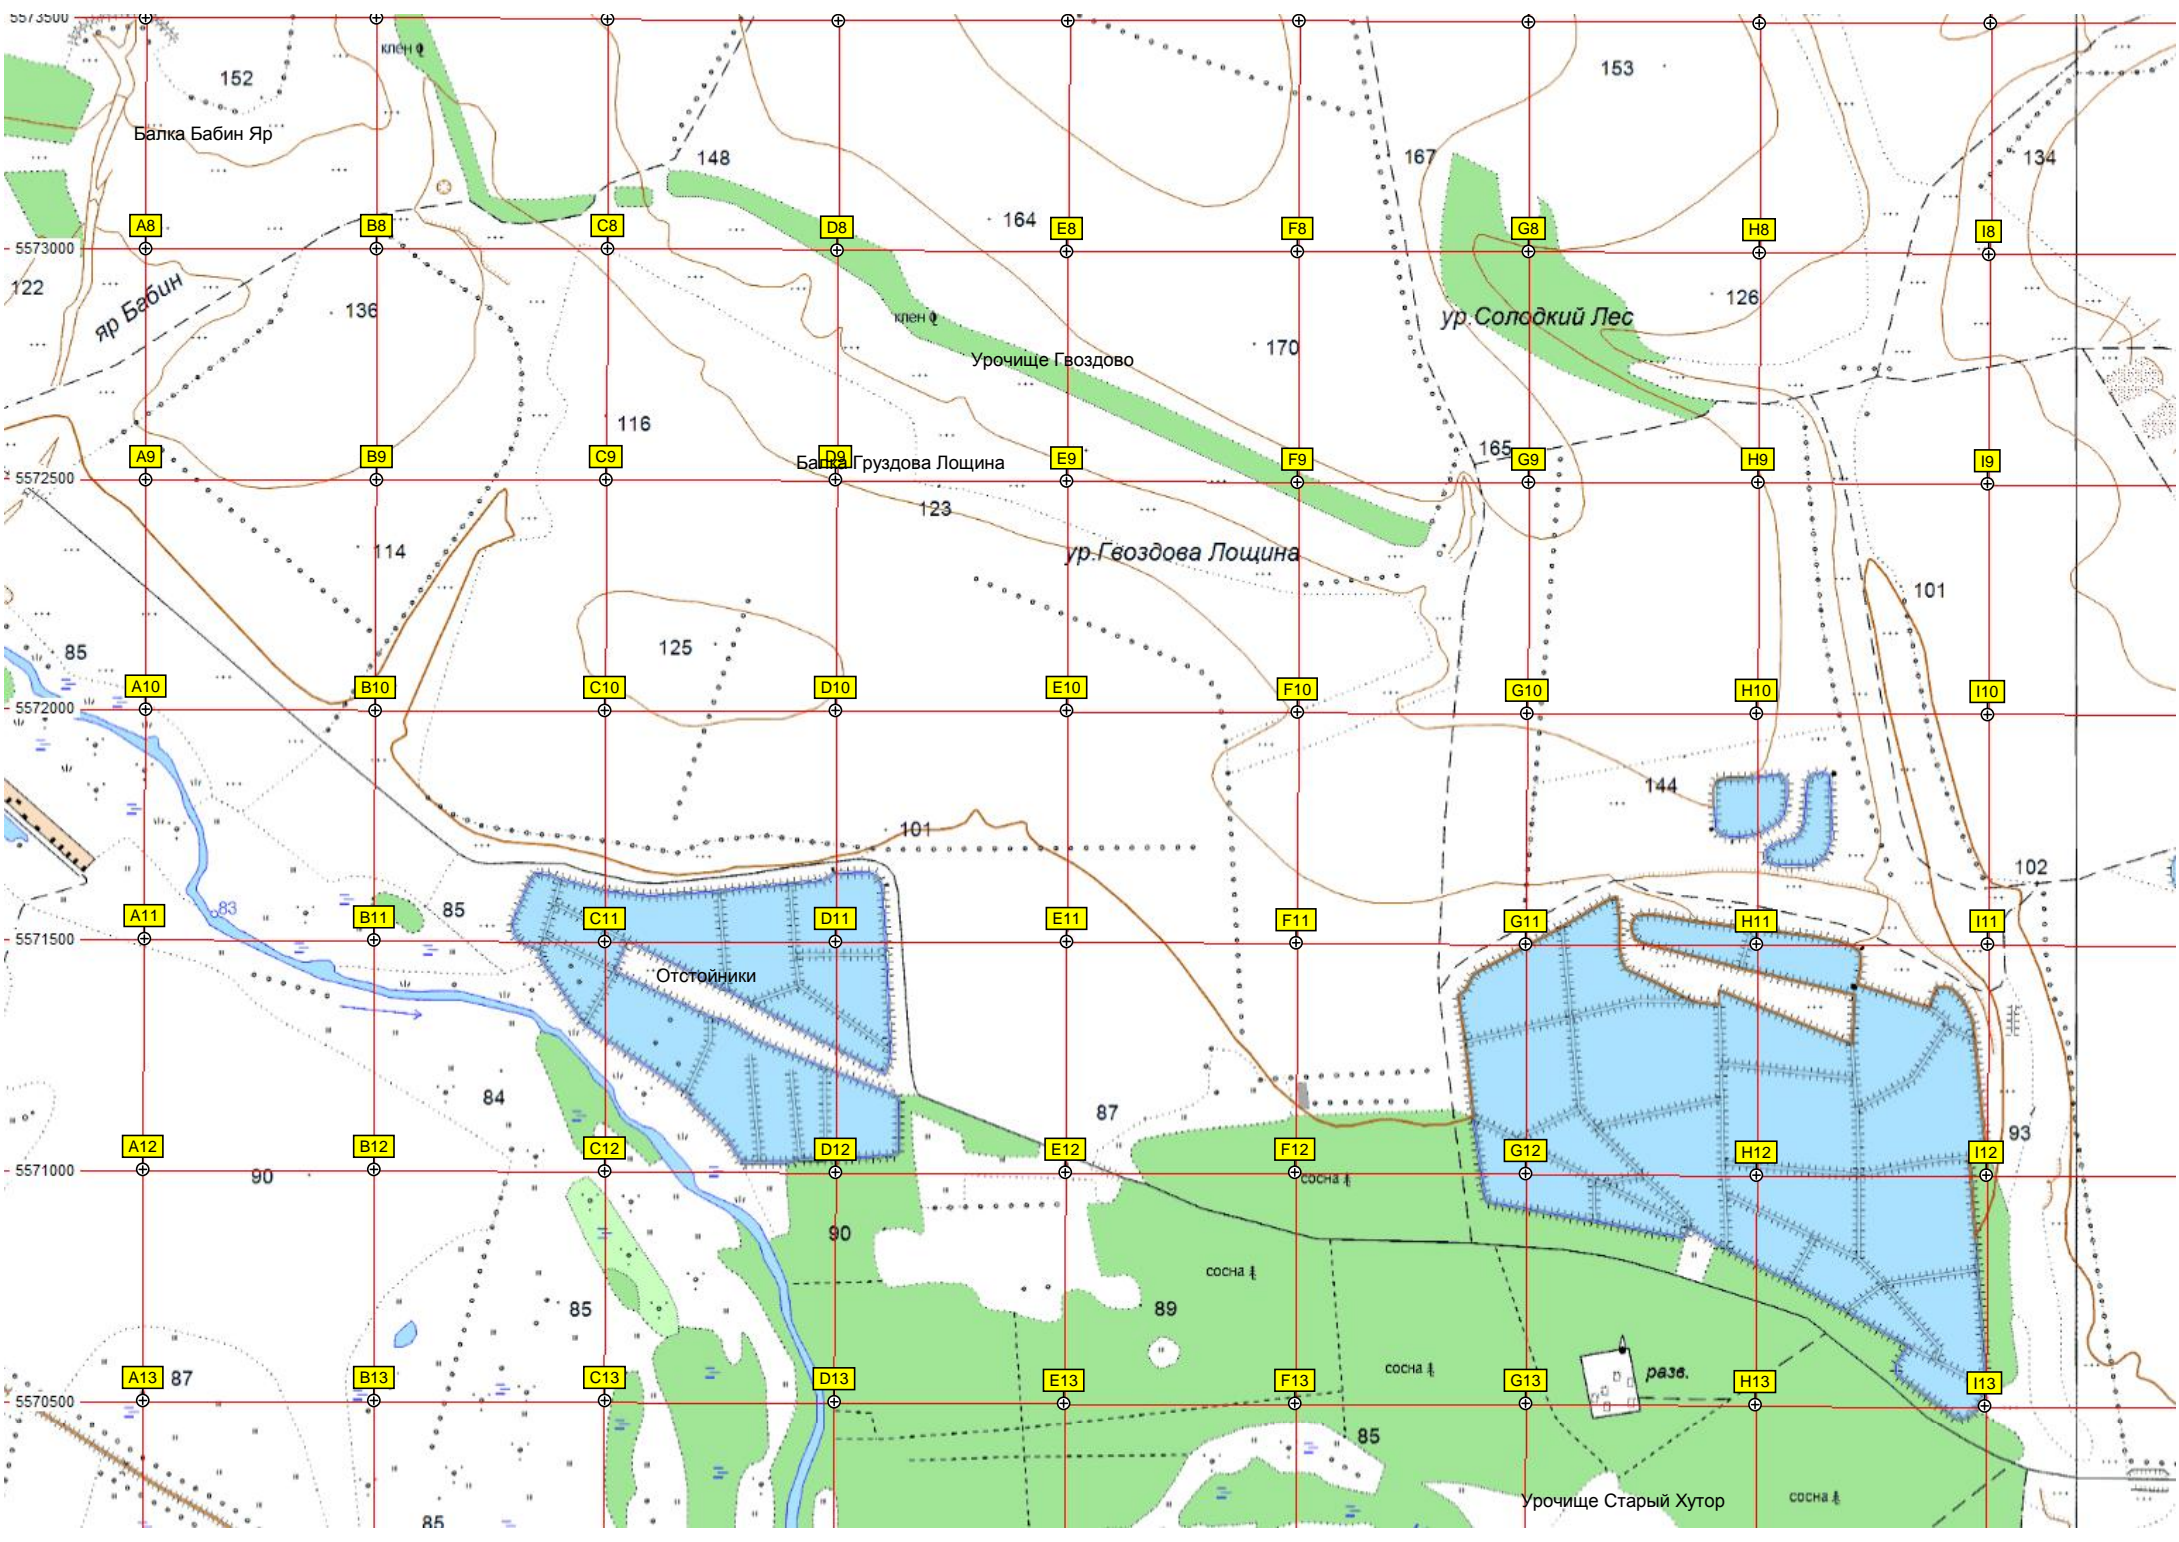 5573500
клен
152
153
Балка Бабин Яр
148
167
134
164
A8
B8
C8
D8
E8
F8
G8
H8
I8
5573000
122
яр Бабин
136
клен
126
ур.Солодкий Лес
170
Урочище Гвоздово
116
165
A9
B9
C9
D9
Балка Груздова Лощина
E9
F9
G9
H9
I9
5572500
123
114
ур.Гвоздова Лощина
101
125
85
A10
B10
C10
D10
E10
F10
G10
H10
I10
5572000
144
101
102
83
85
A11
B11
C11
D11
E11
F11
G11
H11
I11
5571500
Отстойники
84
87
93
A12
B12
C12
D12
E12
F12
G12
H12
I12
5571000
90
сосна
90
сосна
85
89
сосна
разв.
A13
87
B13
C13
D13
E13
F13
G13
H13
I13
5570500
85
Урочище Старый Хутор
сосна
85